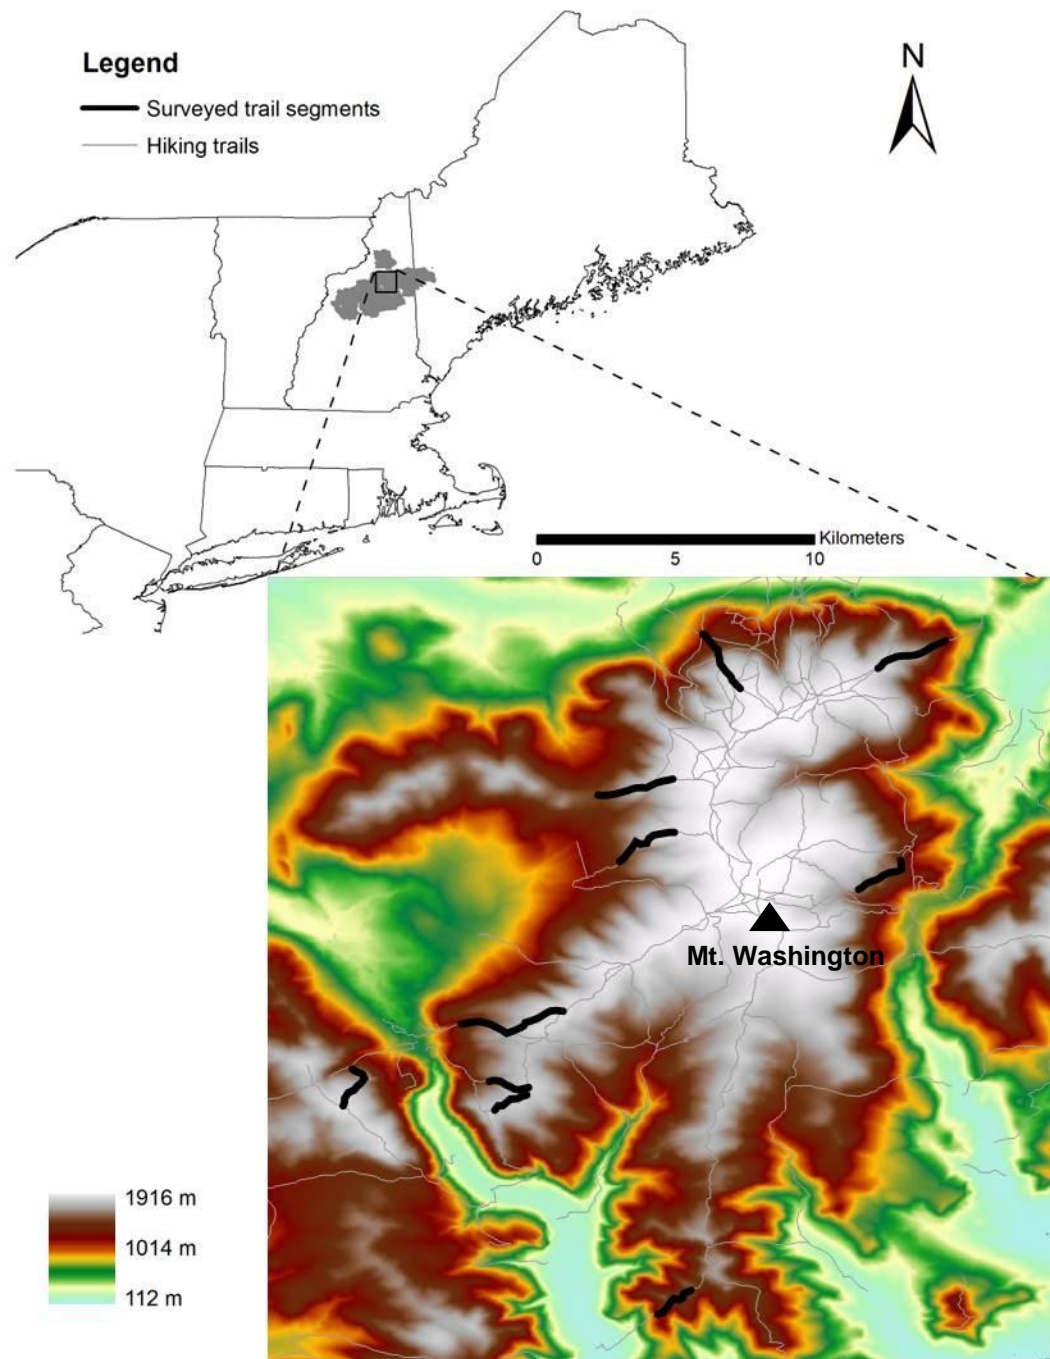 Legend
Surveyed trail segments
Hiking trails
N
Kilometers
0 5 10
Mt. Washington
1916 m
1014 m
112 m